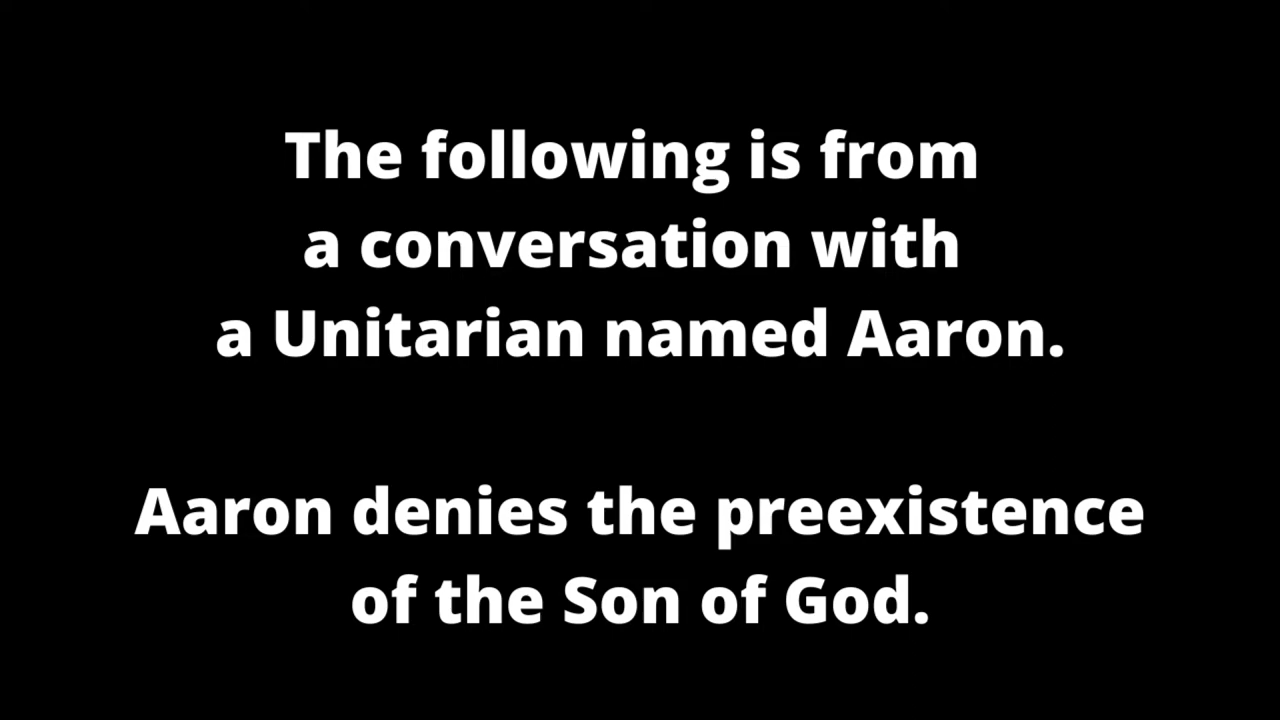 The following is from
a conversation with
a Unitarian named Aaron.
Aaron denies the preexistence
of the Son of God.